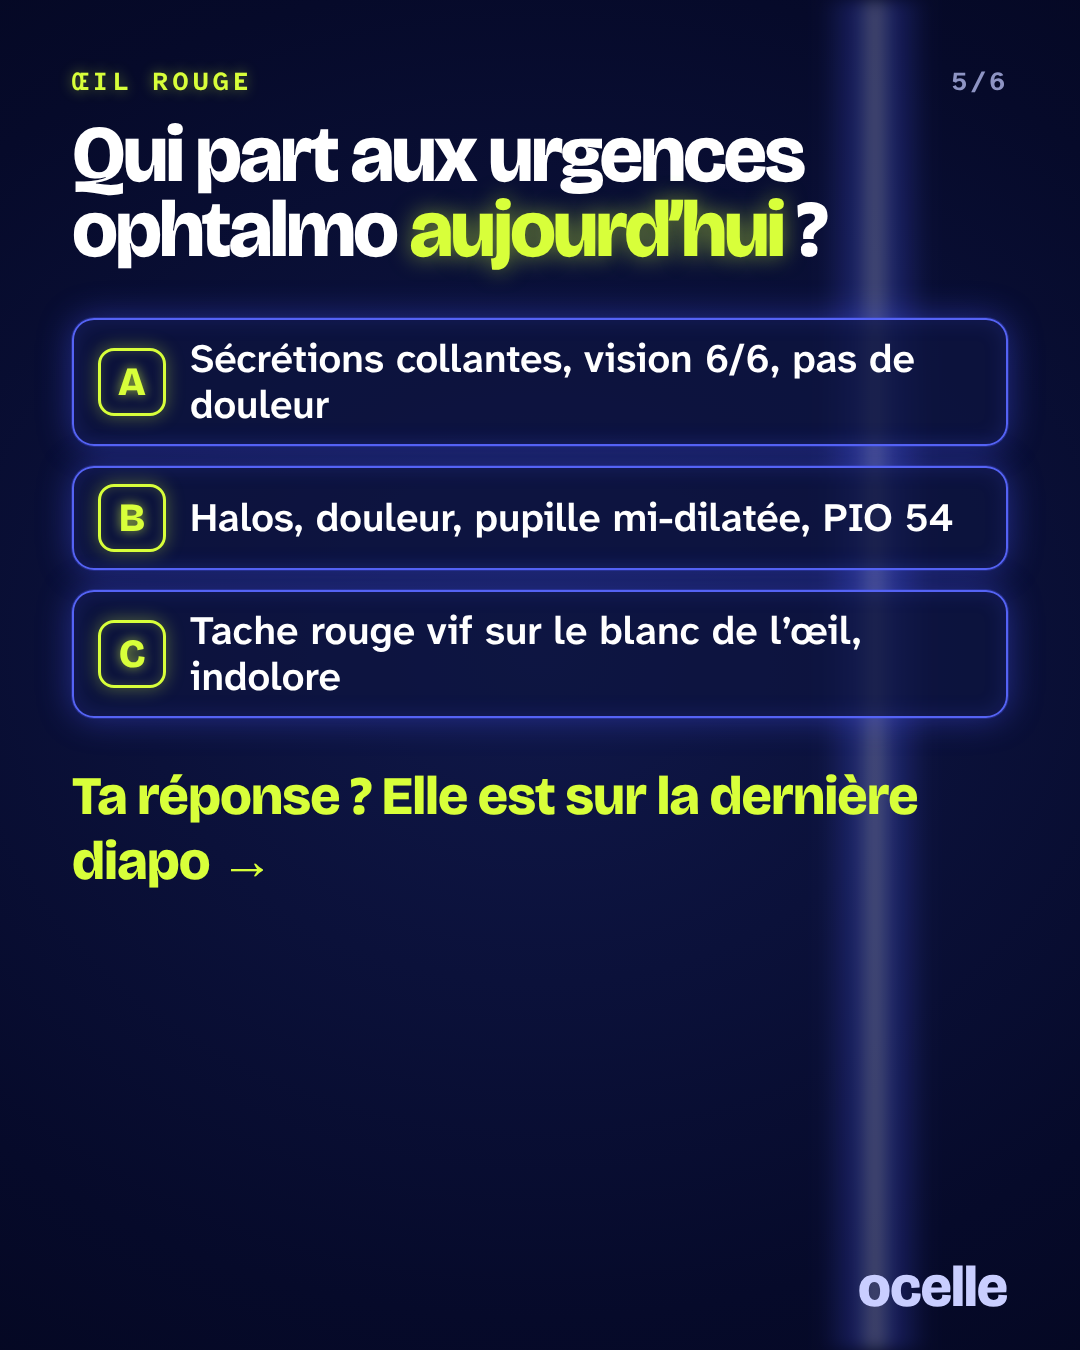 ŒIL ROUGE
5/6
Qui part aux urgences
ophtalmo aujourd’hui ?
A
Sécrétions collantes, vision 6/6, pas de
douleur
B
Halos, douleur, pupille mi-dilatée, PIO 54
C
Tache rouge vif sur le blanc de l’œil,
indolore
Ta réponse ? Elle est sur la dernière
diapo →
ocelle